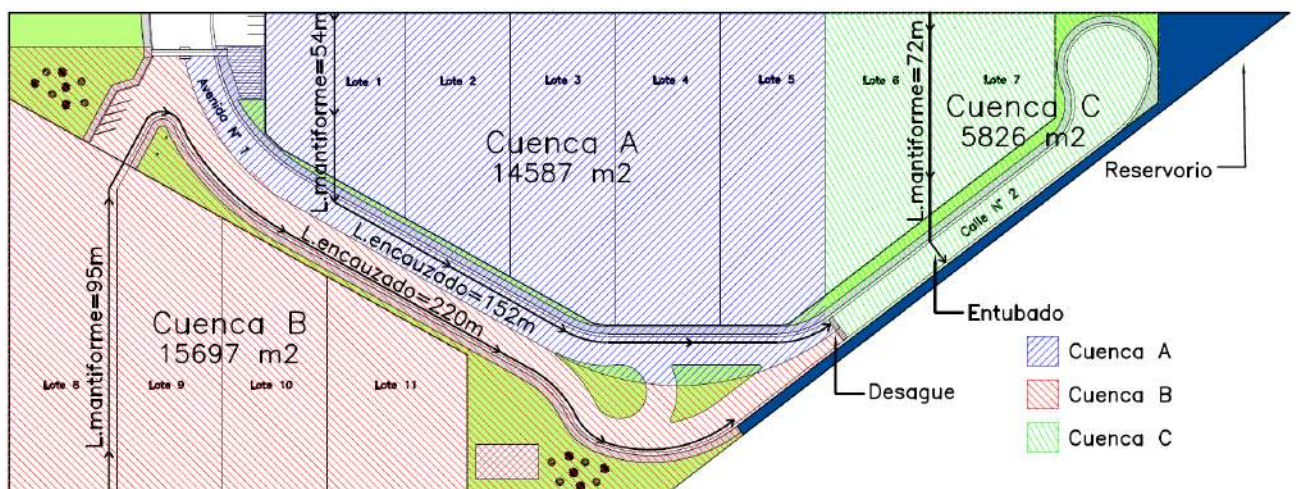 L.mantiforme=54m
Lote 1
Lote 2
Lote 3
Lote 4
Lote 5
Lote 6
Lote 7
L.mantiforme=72m
Avenida N° 1
Cuenca A
14587 m2
Cuenca C
5826 m2
Reservorio
Calle N° 2
L.mantiforme=95m
L.encauzado=152m
L.encauzado=220m
Entubado
Cuenca B
15697 m2
Lote 8
Lote 9
Lote 10
Lote 11
Desague
Cuenca A
Cuenca B
Cuenca C